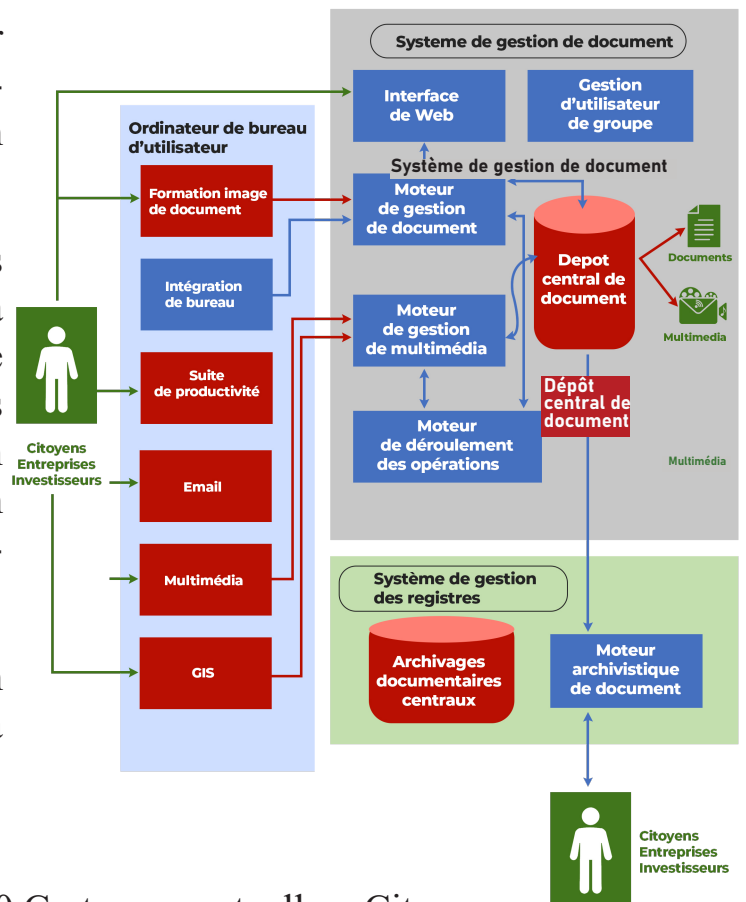 Systeme de gestion de document
Interface
de Web
Gestion
d'utilisateur
de groupe
Ordinateur de bureau
d'utilisateur
Système de gestion de document
Formation image
de document
Moteur
de gestion
de document
Intégration
de bureau
Depot
central de
document
Documents
Multimedia
Moteur
de gestion
de multimédia
Suite
de productivité
Dépôt
central de
document
Moteur
de déroulement
des opérations
Multimédia
Citoyens
Entreprises
Investisseurs
Email
Multimédia
GIS
Système de gestion
des registres
Archivages
documentaires
centraux
Moteur
archivistique
de document
Citoyens
Entreprises
Investisseurs